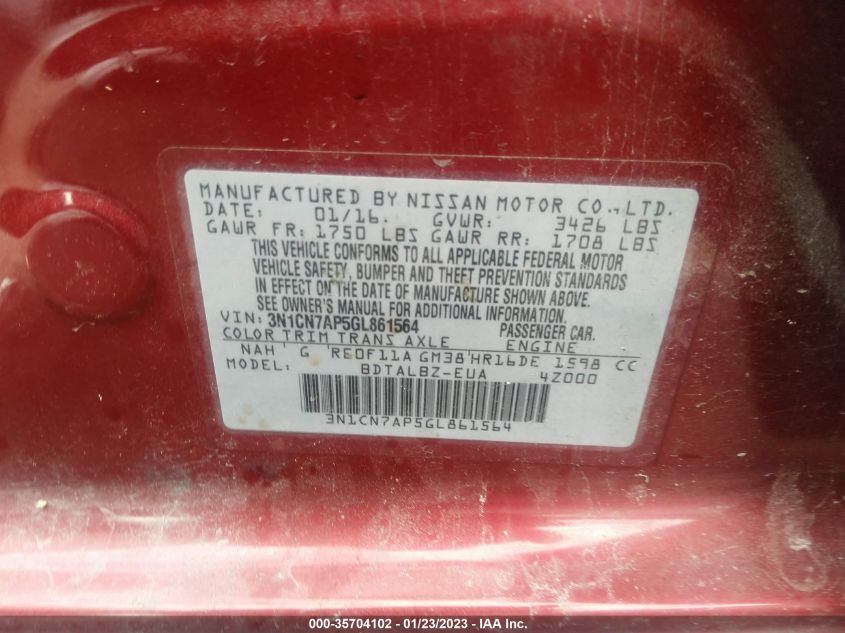 MANUFACTURED BY NISSAN MOTOR CO., LTD.
DATE: 01/16. GVWR: 3426 LBS
GAWR FR: 1750 LBS GAWR RR: 1708 LBS
THIS VEHICLE CONFORMS TO ALL APPLICABLE FEDERAL MOTOR
VEHICLE SAFETY, BUMPER AND THEFT PREVENTION STANDARDS
IN EFFECT ON THE DATE OF MANUFACTURE SHOWN ABOVE.
SEE OWNER'S MANUAL FOR ADDITIONAL INFORMATION.
VIN: 3N1CN7AP5GL861564 PASSENGER CAR.
COLOR TRIM TRANS AXLE ENGINE
NAH G RE0F11A GM38 HR16DE 1598 CC
MODEL: BDTALBZ-EUA 4Z000
3N1CN7AP5GL861564
000-35704102 - 01/23/2023 - IAA Inc.